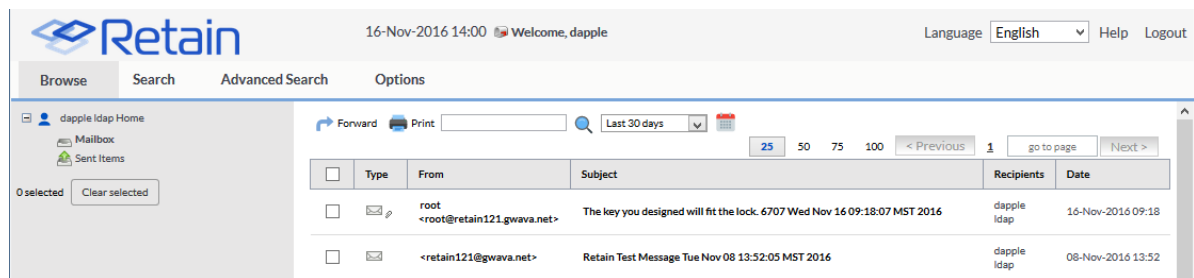 Retain
16-Nov-2016 14:00 Welcome, dapple
Language English Help Logout
Browse Search Advanced Search Options
dapple ldap Home
Mailbox
Sent Items
0 selected Clear selected
Forward Print Last 30 days
25 50 75 100 < Previous 1 go to page Next >
Type From Subject Recipients Date
root
<root@retain121.gwava.net>
The key you designed will fit the lock. 6707 Wed Nov 16 09:18:07 MST 2016
dapple
ldap
16-Nov-2016 09:18
<retain121@gwava.net>
Retain Test Message Tue Nov 08 13:52:05 MST 2016
dapple
ldap
08-Nov-2016 13:52